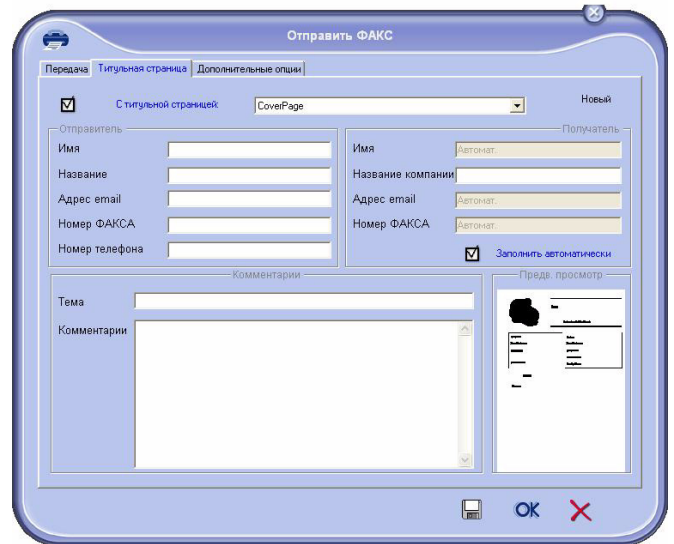 Отправить ФАКС
Передача Титульная страница Дополнительные опции
С титульной страницей: CoverPage Новый
Отправитель
Имя
Название
Адрес email
Номер ФАКСА
Номер телефона
Получатель
Имя Автомат.
Название компании
Адрес email Автомат.
Номер ФАКСА Автомат.
Заполнить автоматически
Комментарии
Тема
Комментарии
Предв. просмотр
OK